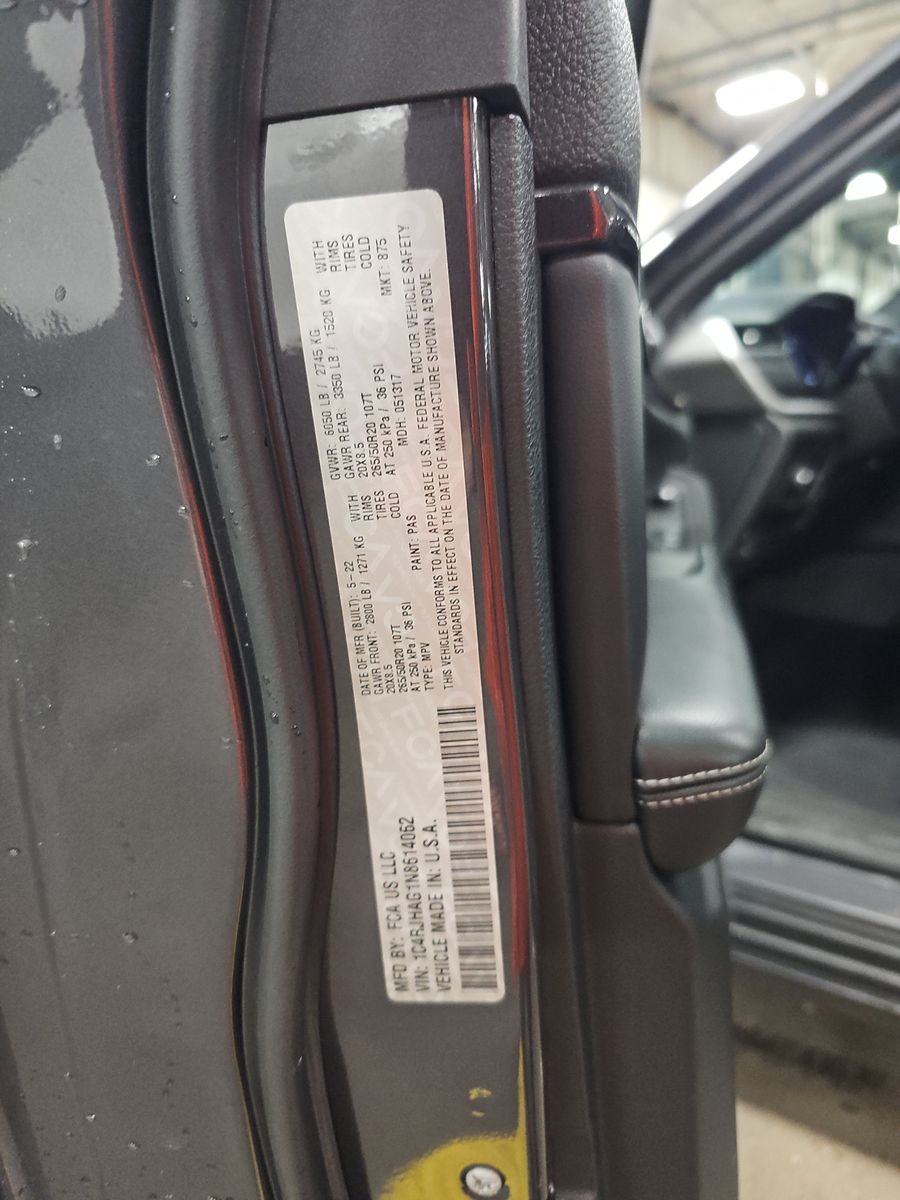 MFD BY: FCA US LLC
VIN: 1C4RJHAG1N8614062
VEHICLE MADE IN: U.S.A.
DATE OF MFR (BUILT): 5-22
GAWR FRONT: 2800 LB / 1271 KG WITH
20X8.5 RIMS
265/50R20 107T TIRES
AT 250 kPa / 36 PSI COLD
TYPE: MPV PAINT: PAS
GVWR: 6050 LB / 2745 KG
GAWR REAR: 3350 LB / 1520 KG WITH
20X8.5 RIMS
265/50R20 107T TIRES
AT 250 kPa / 36 PSI COLD
MDH: 051317 MKT: 875
THIS VEHICLE CONFORMS TO ALL APPLICABLE U.S.A. FEDERAL MOTOR VEHICLE SAFETY
STANDARDS IN EFFECT ON THE DATE OF MANUFACTURE SHOWN ABOVE.